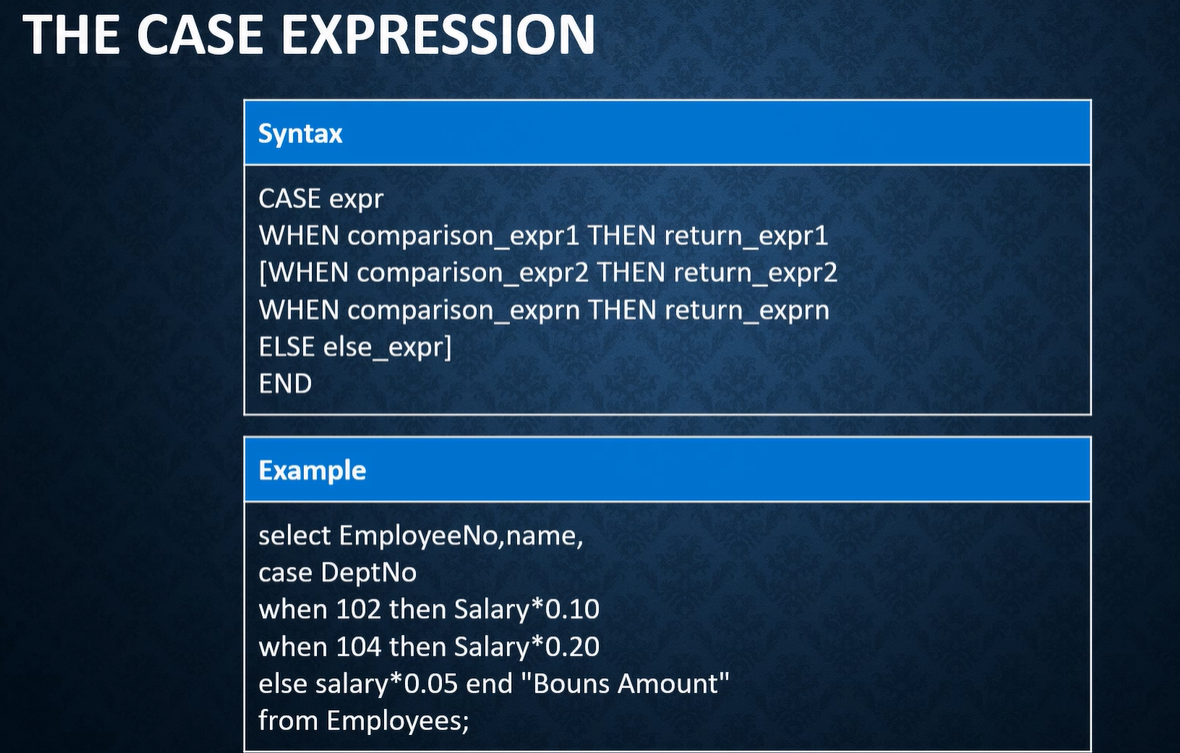 THE CASE EXPRESSION
Syntax
CASE expr
WHEN comparison_expr1 THEN return_expr1
[WHEN comparison_expr2 THEN return_expr2
WHEN comparison_exprn THEN return_exprn
ELSE else_expr]
END
Example
select EmployeeNo,name,
case DeptNo
when 102 then Salary*0.10
when 104 then Salary*0.20
else salary*0.05 end "Bouns Amount"
from Employees;